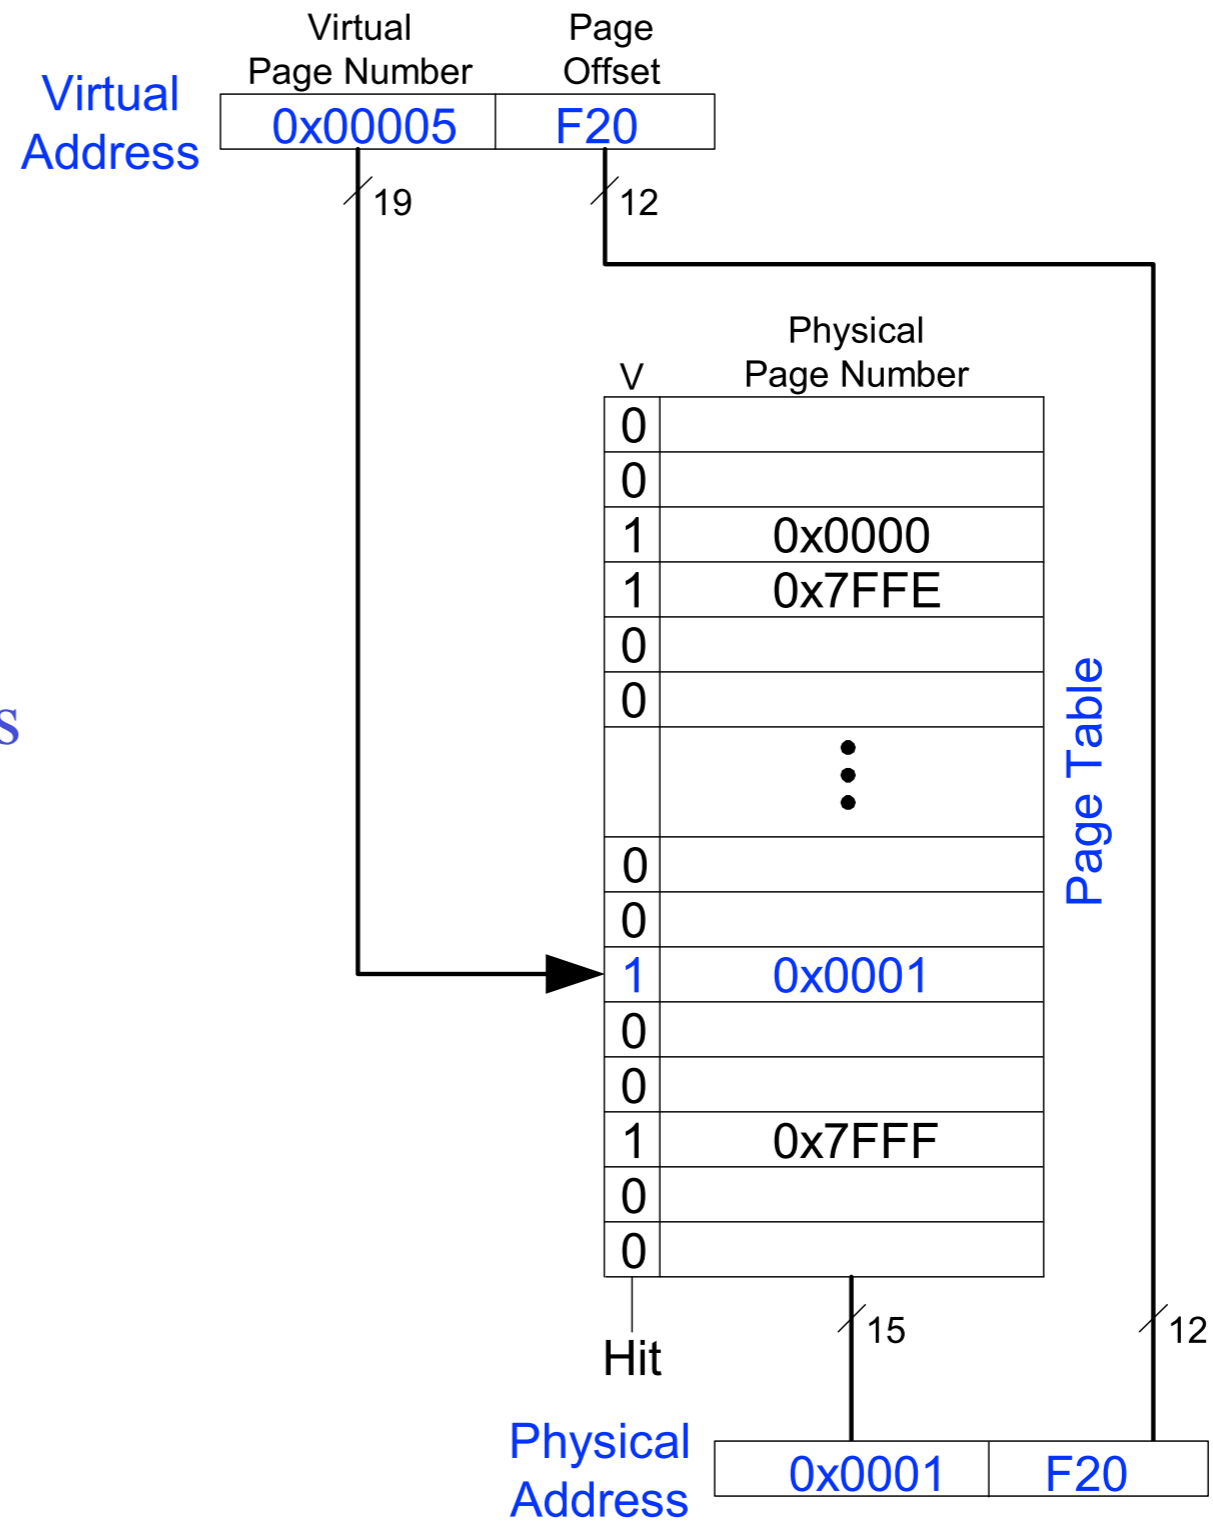 Virtual
Page Number
Page
Offset
Virtual
Address
0x00005
F20
19
12
V
Physical
Page Number
0
0
1 0x0000
1 0x7FFE
0
0
0
0
1 0x0001
0
0
1 0x7FFF
0
0
Page Table
s
Hit
15
12
Physical
Address
0x0001
F20